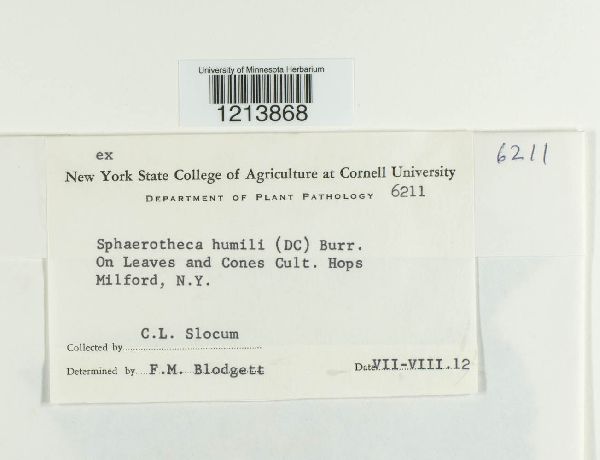 University of Minnesota Herbarium
1213868
6211
ex
New York State College of Agriculture at Cornell University
DEPARTMENT OF PLANT PATHOLOGY 6211
Sphaerotheca humili (DC) Burr.
On Leaves and Cones Cult. Hops
Milford, N.Y.
C.L. Slocum
Collected by
Determined by F.M. Blodgett Date VII-VIII.12